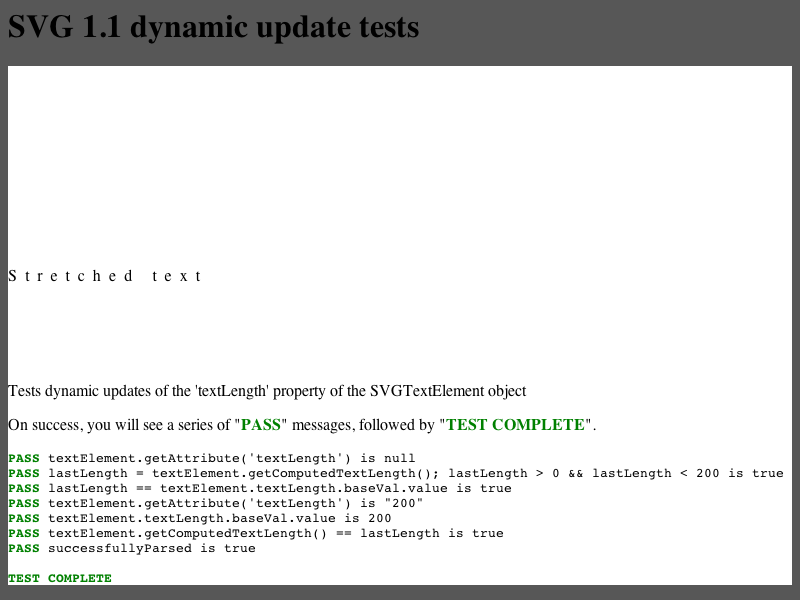 SVG 1.1 dynamic update tests
Stretched text
Tests dynamic updates of the 'textLength' property of the SVGTextElement object
On success, you will see a series of "PASS" messages, followed by "TEST COMPLETE".
PASS textElement.getAttribute('textLength') is null
PASS lastLength = textElement.getComputedTextLength(); lastLength > 0 && lastLength < 200 is true
PASS lastLength == textElement.textLength.baseVal.value is true
PASS textElement.getAttribute('textLength') is "200"
PASS textElement.textLength.baseVal.value is 200
PASS textElement.getComputedTextLength() == lastLength is true
PASS successfullyParsed is true
TEST COMPLETE